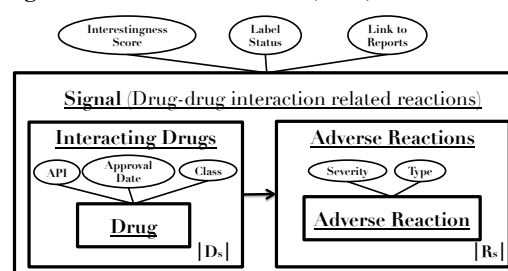 Interestingness Score
Label Status
Link to Reports
Signal (Drug-drug interaction related reactions)
Interacting Drugs
Adverse Reactions
API
Approval Date
Class
Severity
Type
Drug
Adverse Reaction
|Ds|
|Rs|